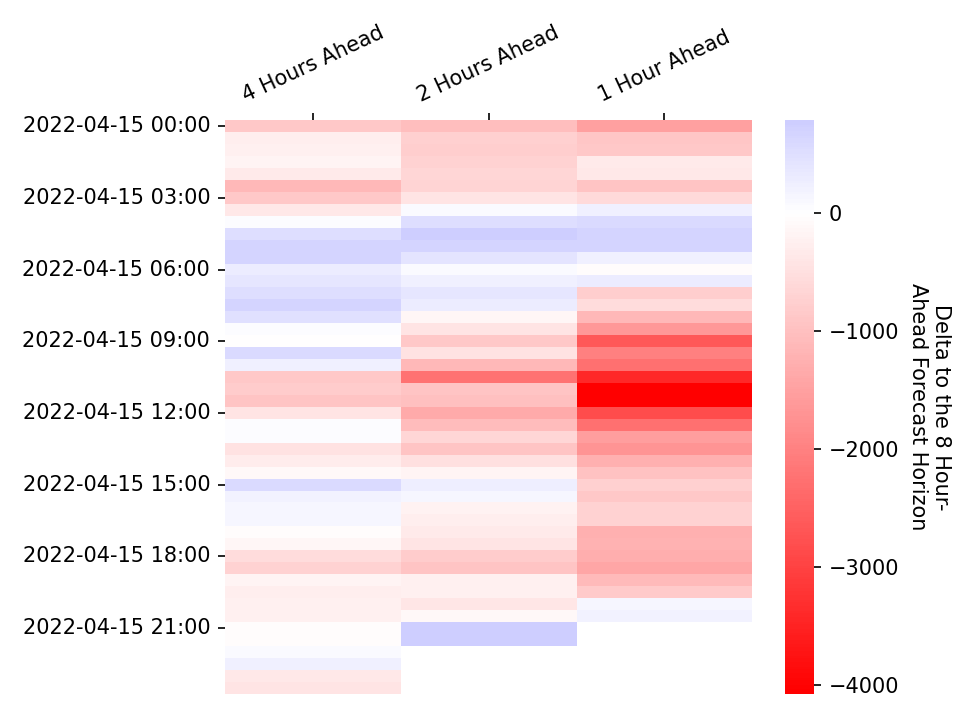 4 Hours Ahead
2 Hours Ahead
1 Hour Ahead
2022-04-15 00:00
2022-04-15 03:00
2022-04-15 06:00
2022-04-15 09:00
2022-04-15 12:00
2022-04-15 15:00
2022-04-15 18:00
2022-04-15 21:00
0
−1000
−2000
−3000
−4000
Delta to the 8 Hour-
Ahead Forecast Horizon